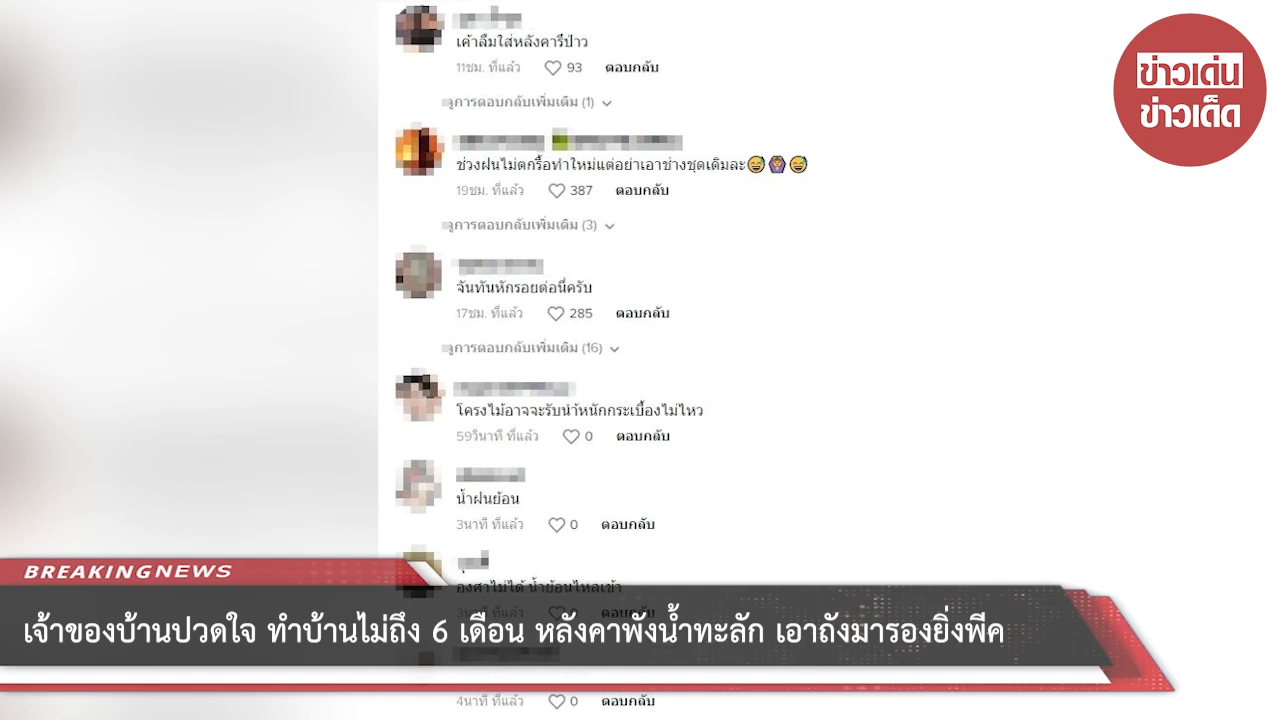 เค้าลืมใส่หลังคารึป่าว
11ชม. ที่แล้ว 93 ตอบกลับ
ดูการตอบกลับเพิ่มเติม (1)
ช่วงฝนไม่ตกรื้อทำใหม่แต่อย่าเอาช่างชุดเดิมละ😅🙆😅
19ชม. ที่แล้ว 387 ตอบกลับ
ดูการตอบกลับเพิ่มเติม (3)
จันทันหักรอยต่อนี่ครับ
17ชม. ที่แล้ว 285 ตอบกลับ
ดูการตอบกลับเพิ่มเติม (16)
โครงไม้อาจจะรับน่า้หนักกระเบื้องไม่ไหว
59วินาที ที่แล้ว 0 ตอบกลับ
น้ำฝนย้อน
3นาที ที่แล้ว 0 ตอบกลับ
องศาไม่ได้ น้ำย้อนไหลเข้า
3นาที ที่แล้ว 0 ตอบกลับ
4นาที ที่แล้ว 0 ตอบกลับ
ข่าวเด่น
ข่าวเด็ด
BREAKING NEWS
เจ้าของบ้านปวดใจ ทำบ้านไม่ถึง 6 เดือน หลังคาพังน้ำทะลัก เอาถังมารองยิ่งพีค